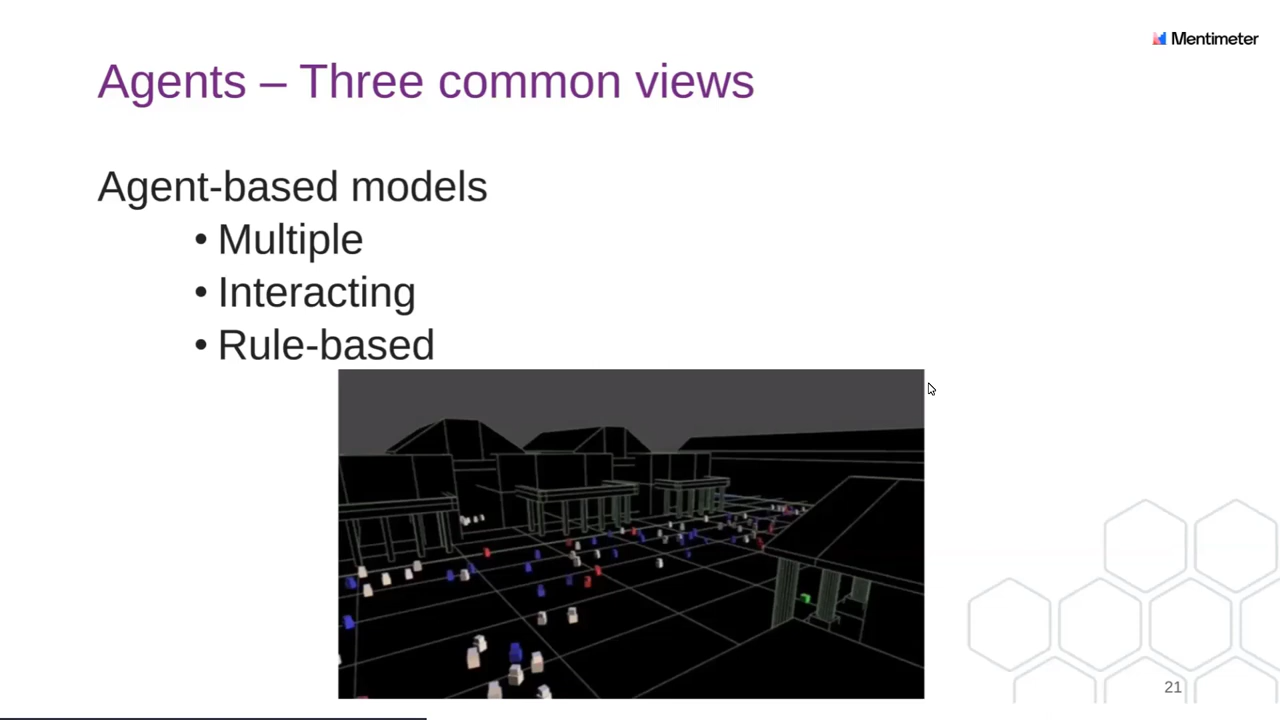 Mentimeter
Agents – Three common views
Agent-based models
• Multiple
• Interacting
• Rule-based
21